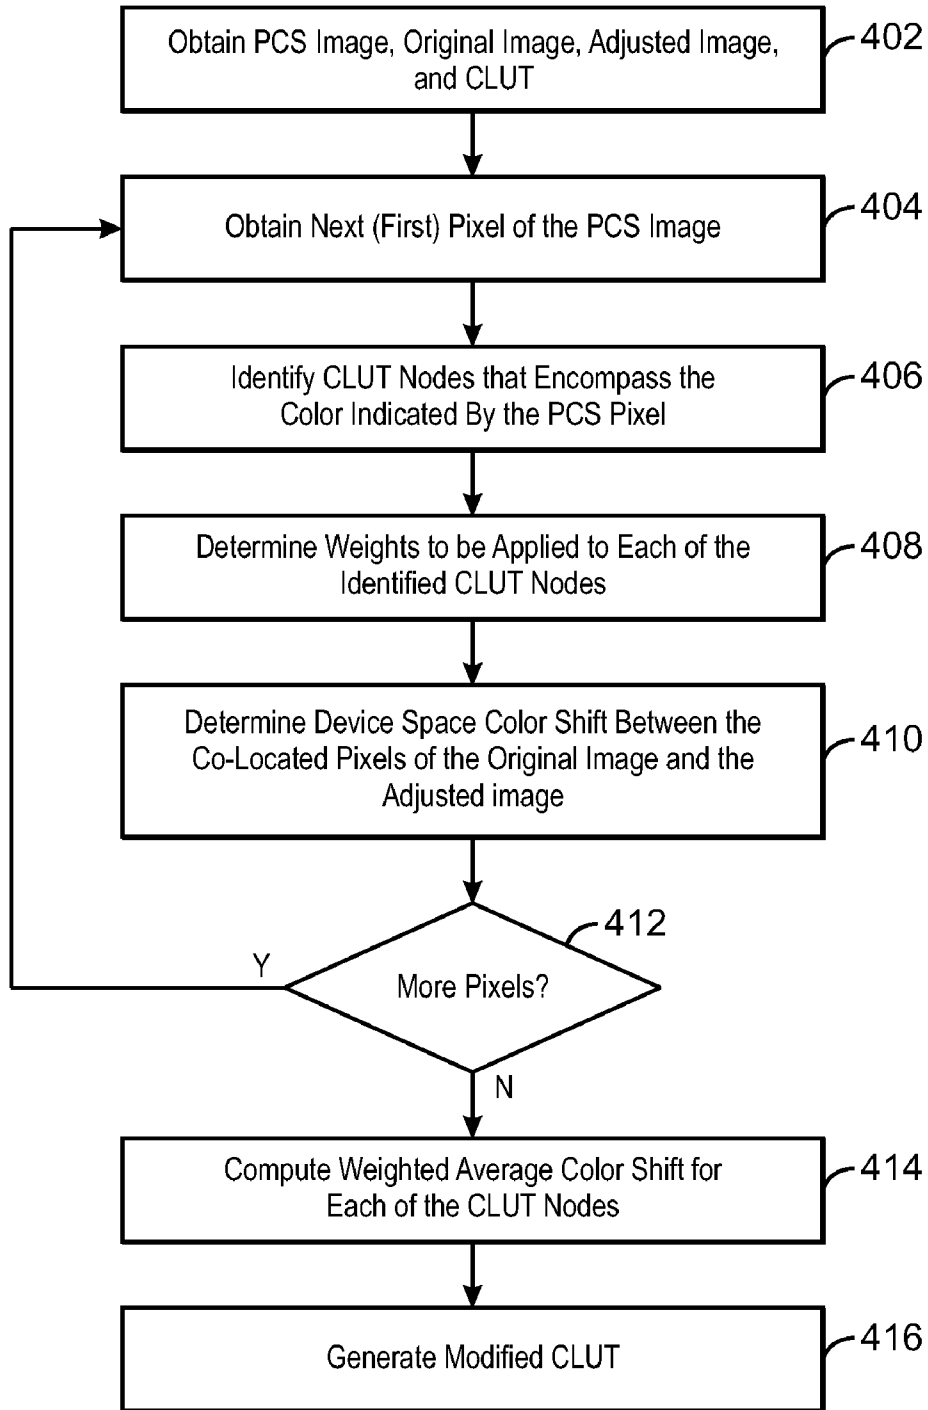 Obtain PCS Image, Original Image, Adjusted Image,
and CLUT
402
Obtain Next (First) Pixel of the PCS Image
404
Identify CLUT Nodes that Encompass the
Color Indicated By the PCS Pixel
406
Determine Weights to be Applied to Each of the
Identified CLUT Nodes
408
Determine Device Space Color Shift Between the
Co-Located Pixels of the Original Image and the
Adjusted image
410
412
Y
More Pixels?
N
Compute Weighted Average Color Shift for
Each of the CLUT Nodes
414
Generate Modified CLUT
416